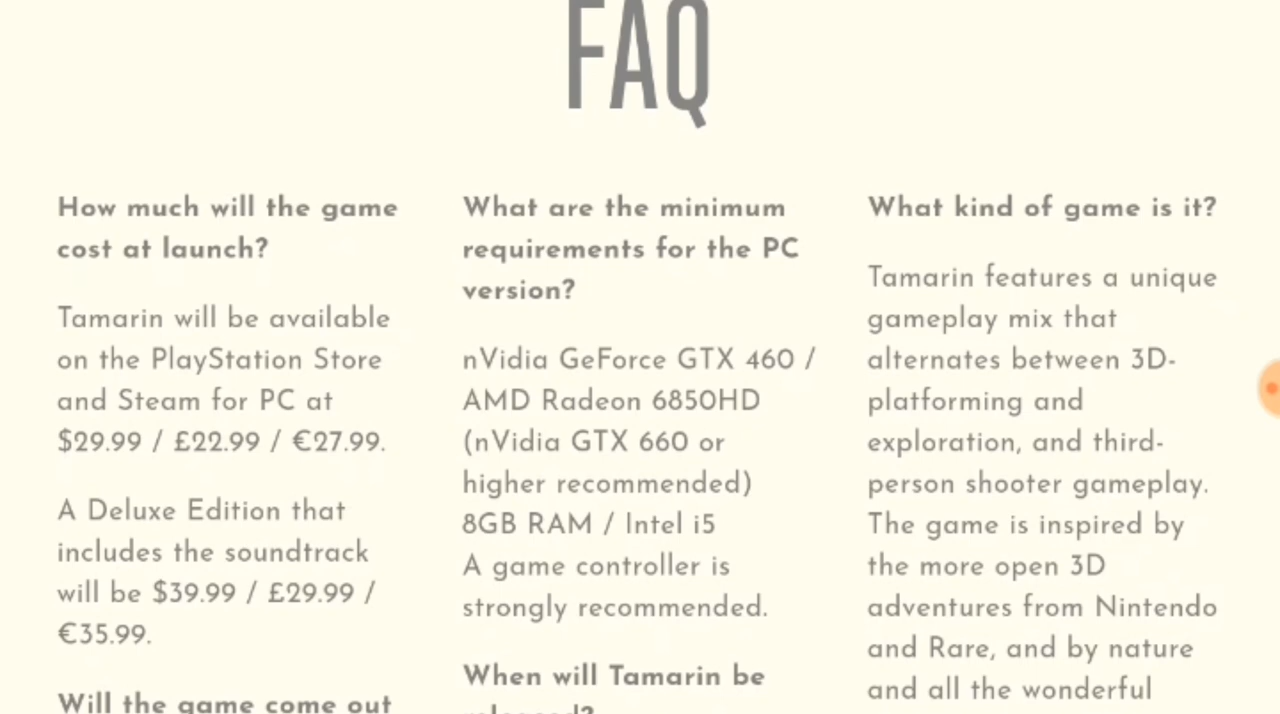 FAQ
How much will the game
cost at launch?
Tamarin will be available
on the PlayStation Store
and Steam for PC at
$29.99 / £22.99 / €27.99.
A Deluxe Edition that
includes the soundtrack
will be $39.99 / £29.99 /
€35.99.
Will the game come out
What are the minimum
requirements for the PC
version?
nVidia GeForce GTX 460 /
AMD Radeon 6850HD
(nVidia GTX 660 or
higher recommended)
8GB RAM / Intel i5
A game controller is
strongly recommended.
When will Tamarin be
released?
What kind of game is it?
Tamarin features a unique
gameplay mix that
alternates between 3D-
platforming and
exploration, and third-
person shooter gameplay.
The game is inspired by
the more open 3D
adventures from Nintendo
and Rare, and by nature
and all the wonderful